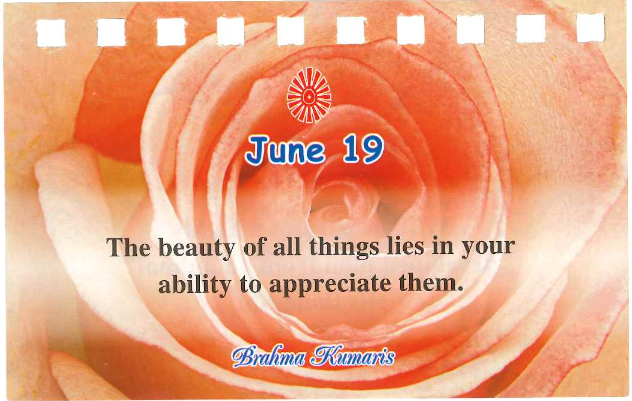 June 19
The beauty of all things lies in your
ability to appreciate them.
Brahma Kumaris